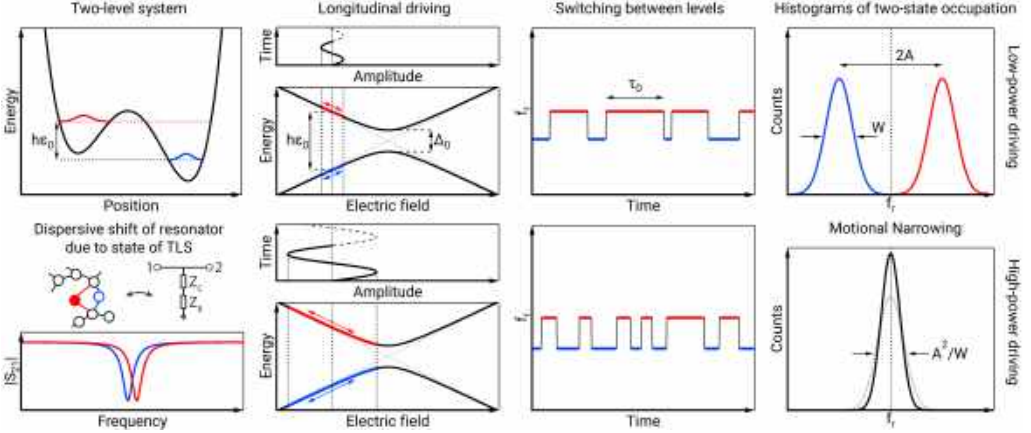 Two-level system
Energy
hε₀
Position
Longitudinal driving
Time
Amplitude
Energy
hε₀
Δ₀
Electric field
Switching between levels
fᵣ
τ₀
Time
Histograms of two-state occupation
Counts
2A
W
fᵣ
Low-power driving
Dispersive shift of resonator
due to state of TLS
1
2
Z꜀
|S₂₁|
Frequency
Time
Amplitude
Energy
Electric field
fᵣ
Time
Motional Narrowing
Counts
A²/W
fᵣ
High-power driving